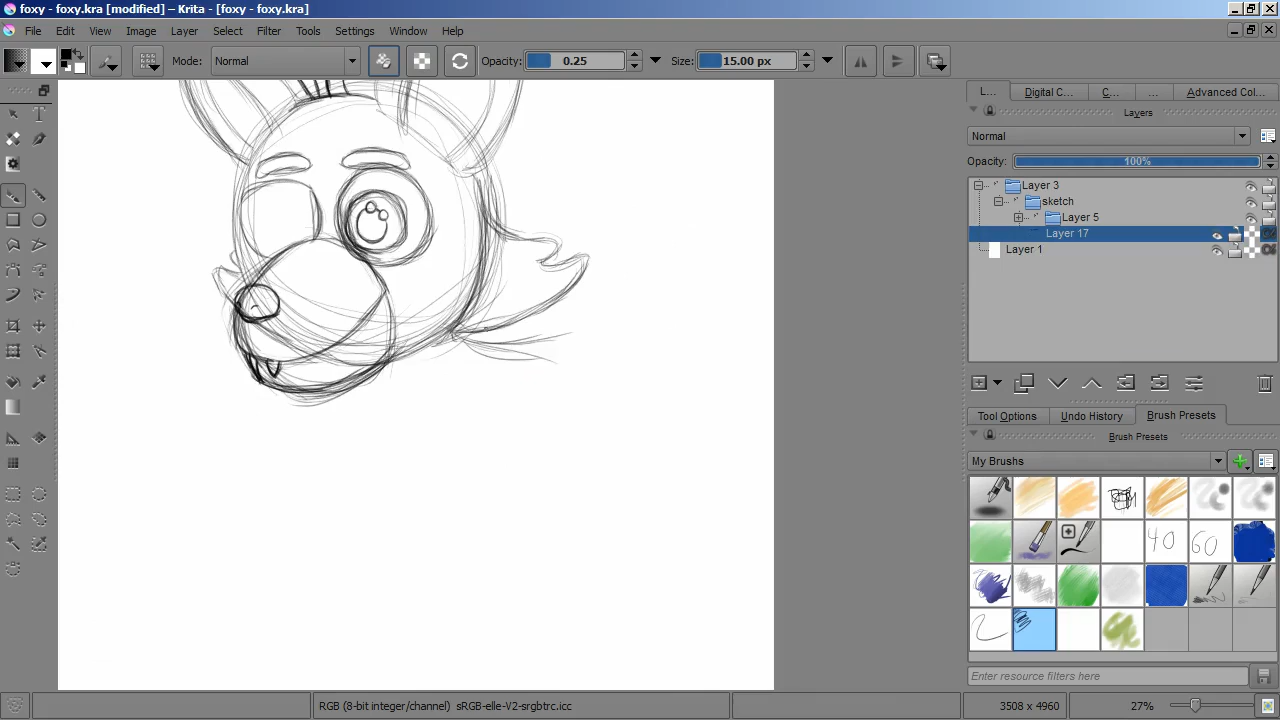 foxy - foxy.kra [modified] – Krita - [foxy - foxy.kra]
File Edit View Image Layer Select Filter Tools Settings Window Help
Mode: Normal Opacity: 0.25 Size: 15.00 px
L... Digital C... C... ... Advanced Col...
Layers
Normal
Opacity: 100%
Layer 3
sketch
Layer 5
Layer 17
Layer 1
Tool Options Undo History Brush Presets
Brush Presets
My Brushes
40 60
Enter resource filters here
RGB (8-bit integer/channel) sRGB-elle-V2-srgbtrc.icc 3508 x 4960 27%